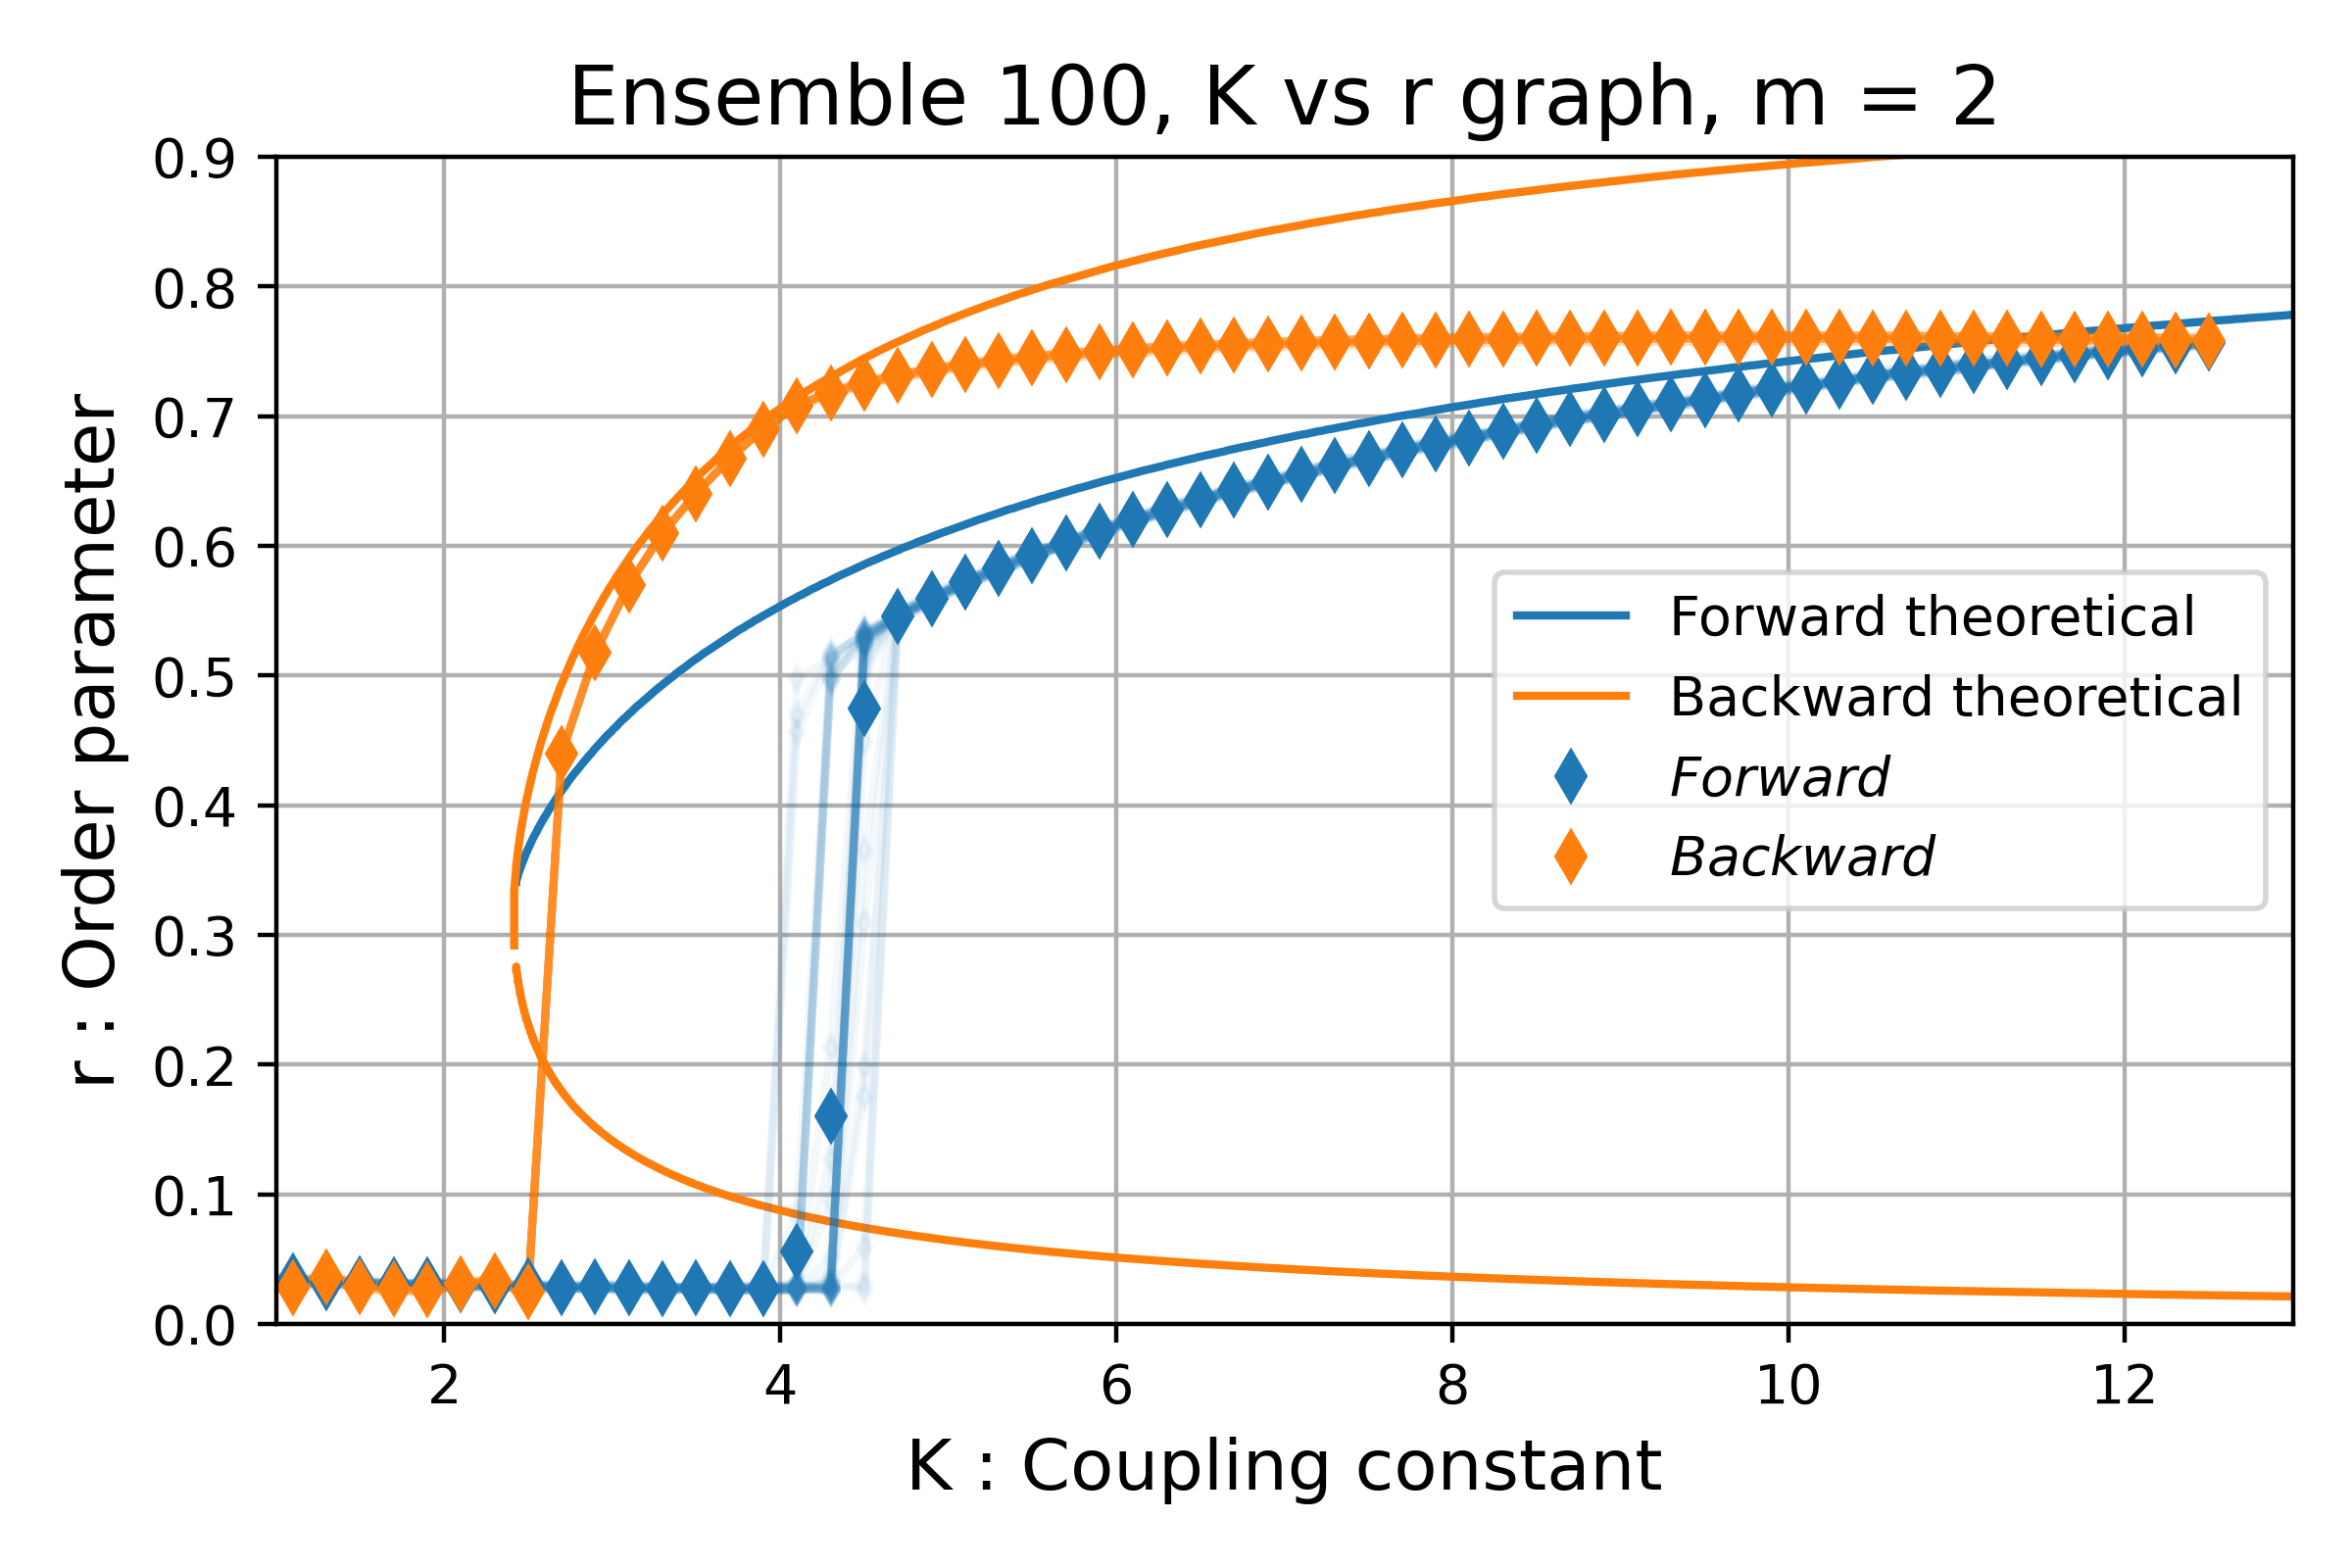 Ensemble 100, K vs r graph, m = 2
0.9
0.8
0.7
0.6
0.5
0.4
0.3
0.2
0.1
0.0
r : Order parameter
Forward theoretical
Backward theoretical
Forward
Backward
2 4 6 8 10 12
K : Coupling constant